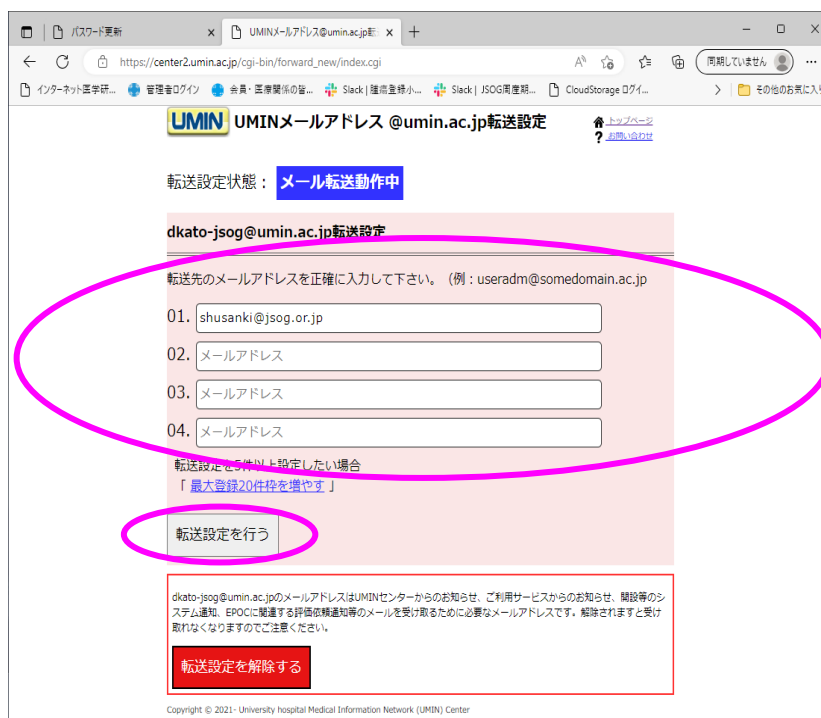 パスワード更新
UMINメールアドレス@umin.ac.jp転
https://center2.umin.ac.jp/cgi-bin/forward_new/index.cgi
同期していません
インターネット医学研...
管理者ログイン
会員・医療関係の皆...
Slack | 腫瘍登録小...
Slack | JSOG周産期...
CloudStorage ログイ...
その他のお気に入り
UMIN UMINメールアドレス @umin.ac.jp転送設定
トップページ
? お問い合わせ
転送設定状態： メール転送動作中
dkato-jsog@umin.ac.jp転送設定
転送先のメールアドレスを正確に入力して下さい。 (例：useradm@somedomain.ac.jp
01. shusanki@jsog.or.jp
02. メールアドレス
03. メールアドレス
04. メールアドレス
転送設定を5件以上設定したい場合
「 最大登録20件枠を増やす 」
転送設定を行う
dkato-jsog@umin.ac.jpのメールアドレスはUMINセンターからのお知らせ、ご利用サービスからのお知らせ、開設等のシ
ステム通知、EPOCに関連する評価依頼通知等のメールを受け取るために必要なメールアドレスです。解除されますと受け
取れなくなりますのでご注意ください。
転送設定を解除する
Copyright © 2021- University hospital Medical Information Network (UMIN) Center